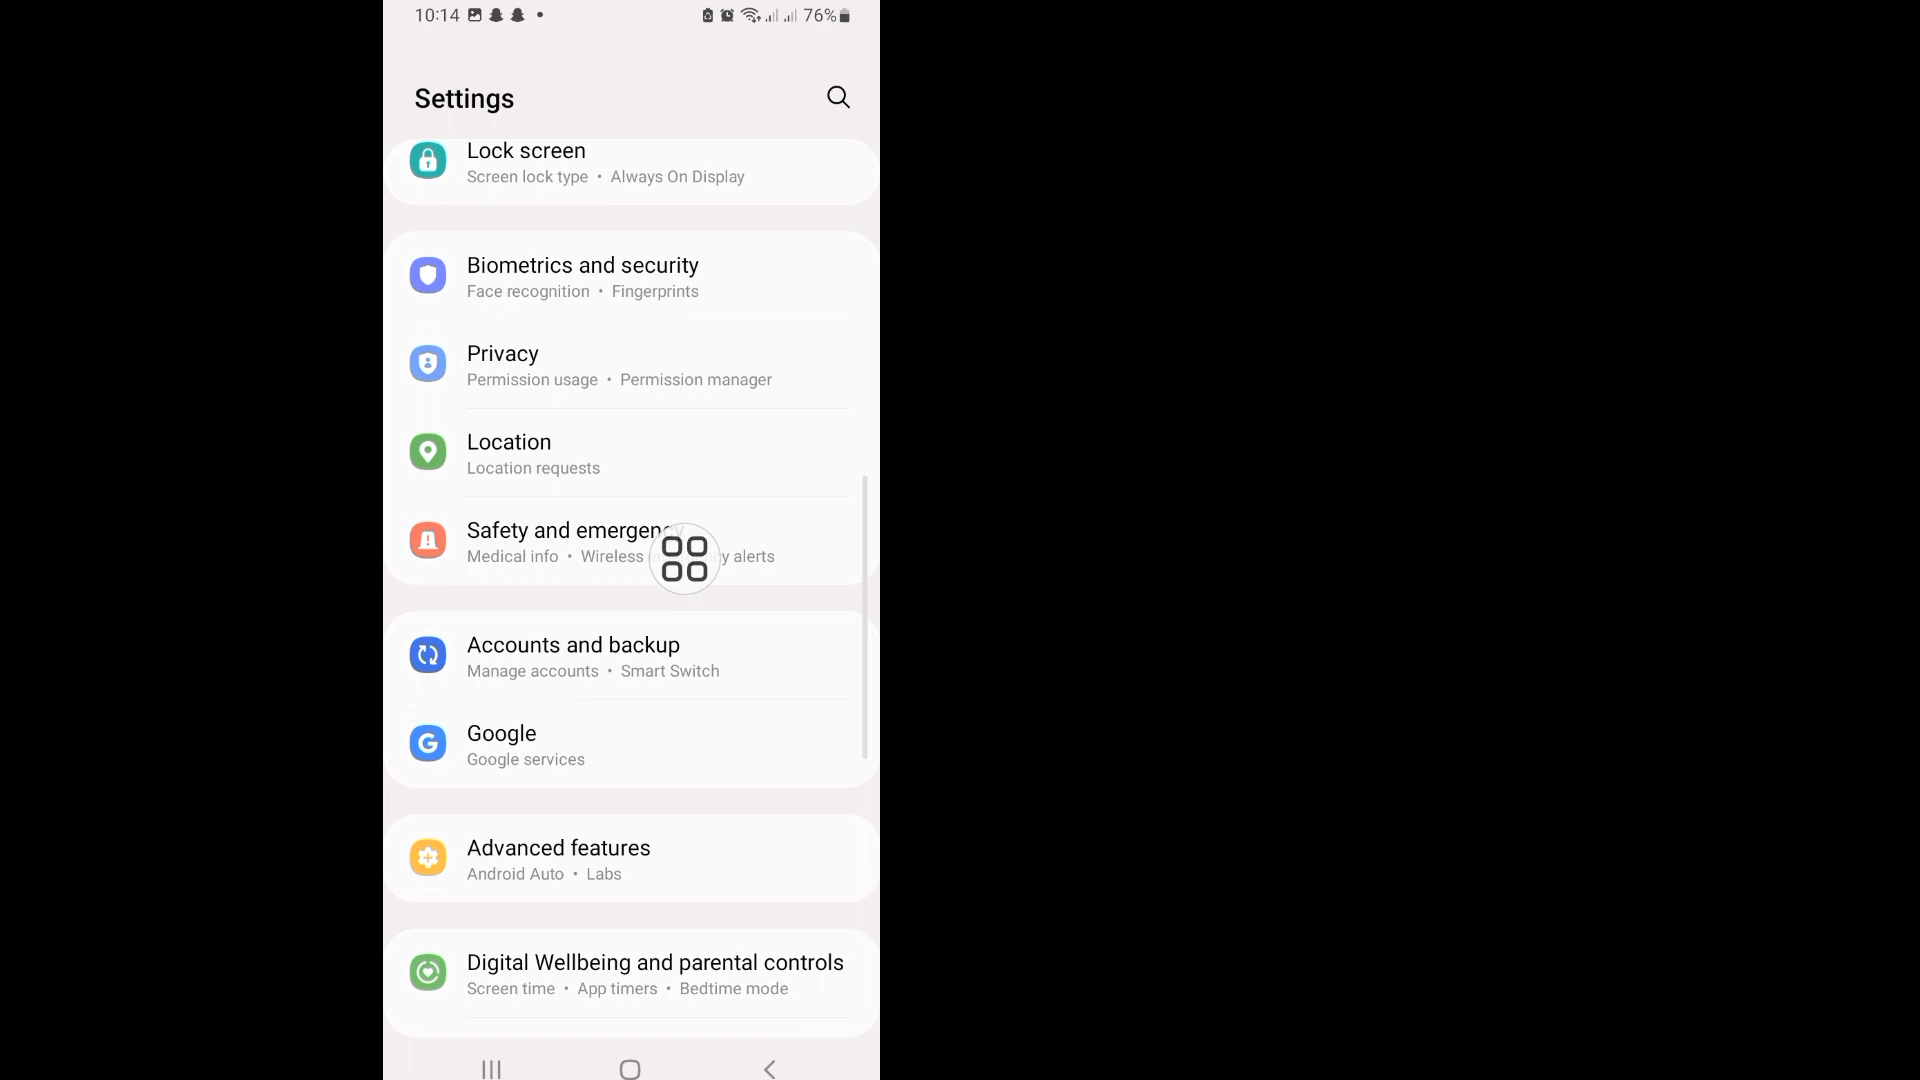 10:14 76%
Settings
Lock screen
Screen lock type • Always On Display
Biometrics and security
Face recognition • Fingerprints
Privacy
Permission usage • Permission manager
Location
Location requests
Safety and emergency
Medical info • Wireless emergency alerts
Accounts and backup
Manage accounts • Smart Switch
Google
Google services
Advanced features
Android Auto • Labs
Digital Wellbeing and parental controls
Screen time • App timers • Bedtime mode